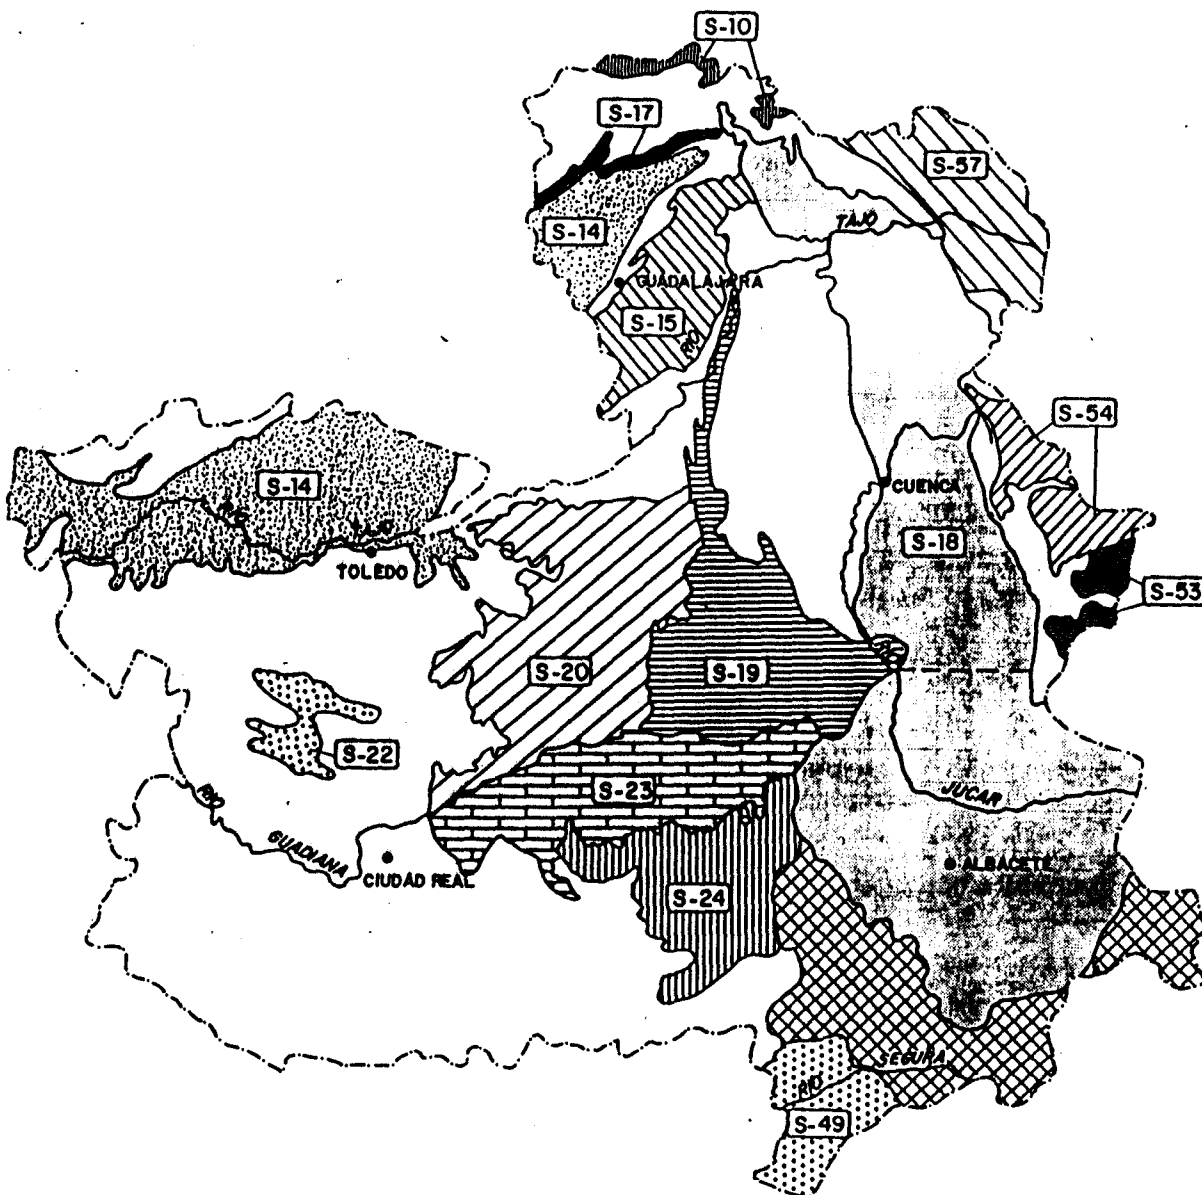 S-10
S-17
S-57
S-14
TAJO
GUADALAJARA
S-15
RIO
S-54
S-14
CUENCA
RIO
S-18
TOLEDO
S-53
S-20
S-19
S-22
S-23
JUCAR
RIO
GUADIANA
CIUDAD REAL
ALBACETE
S-24
SEGURA
RIO
S-49